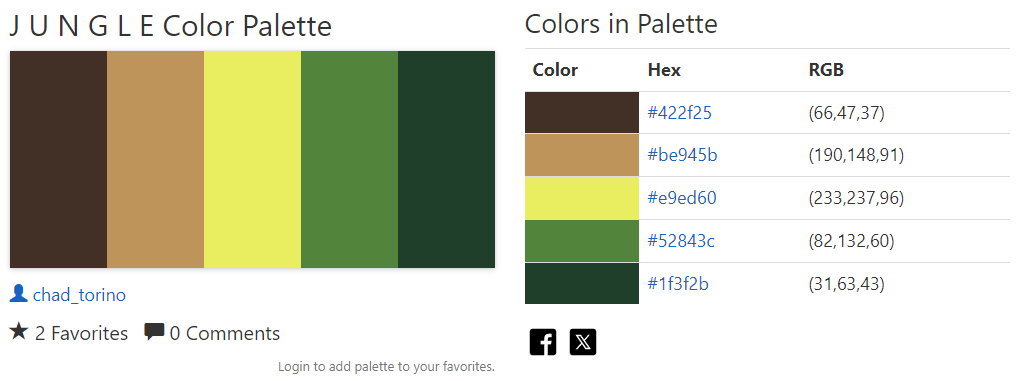 J U N G L E Color Palette
chad_torino
2 Favorites 0 Comments
Login to add palette to your favorites.
Colors in Palette
Color Hex RGB
#422f25 (66,47,37)
#be945b (190,148,91)
#e9ed60 (233,237,96)
#52843c (82,132,60)
#1f3f2b (31,63,43)